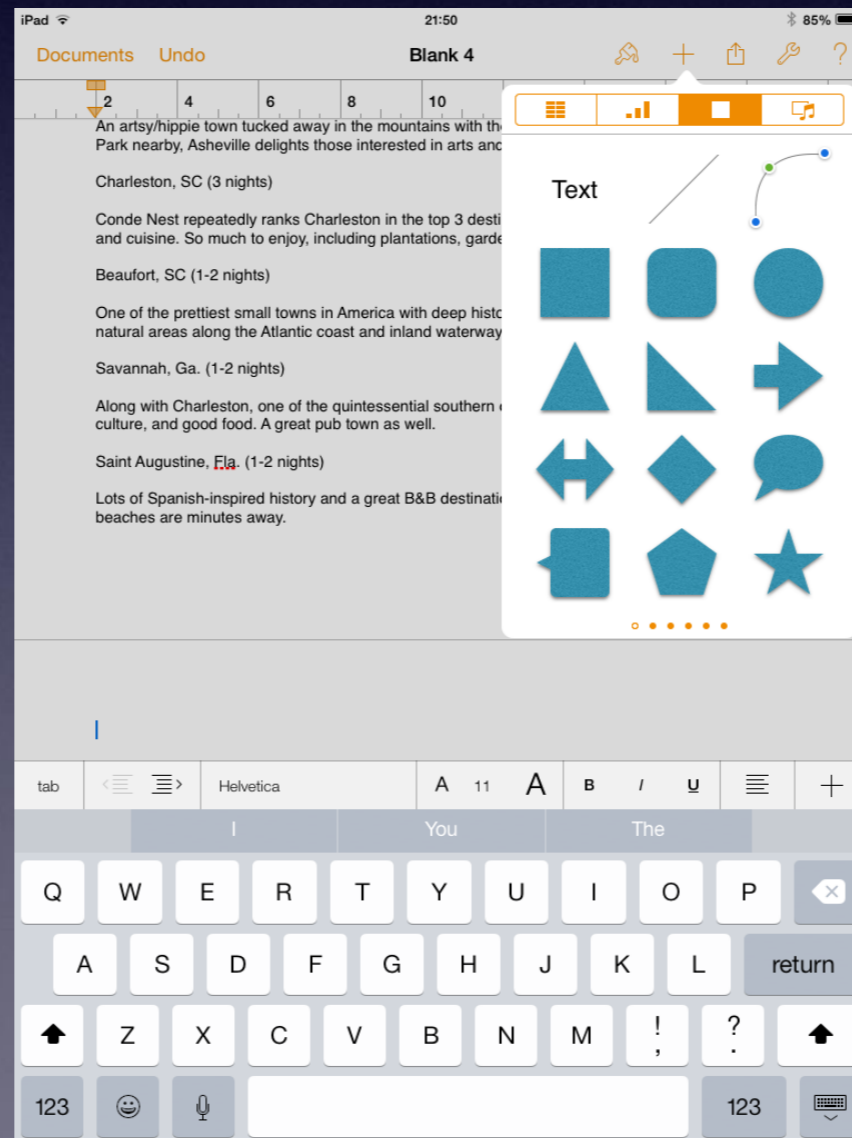 iPad 21:50 85%
Documents Undo Blank 4 ?
2 4 6 8 10
An artsy/hippie town tucked away in the mountains with th
Park nearby, Asheville delights those interested in arts and
Charleston, SC (3 nights)
Conde Nest repeatedly ranks Charleston in the top 3 desti
and cuisine. So much to enjoy, including plantations, garde
Beaufort, SC (1-2 nights)
One of the prettiest small towns in America with deep histo
natural areas along the Atlantic coast and inland waterway
Savannah, Ga. (1-2 nights)
Along with Charleston, one of the quintessential southern
culture, and good food. A great pub town as well.
Saint Augustine, Fla. (1-2 nights)
Lots of Spanish-inspired history and a great B&B destinati
beaches are minutes away.
Text
tab Helvetica A 11 A B I U
I You The
Q W E R T Y U I O P
A S D F G H J K L return
Z X C V B N M ! , ? .
123 123